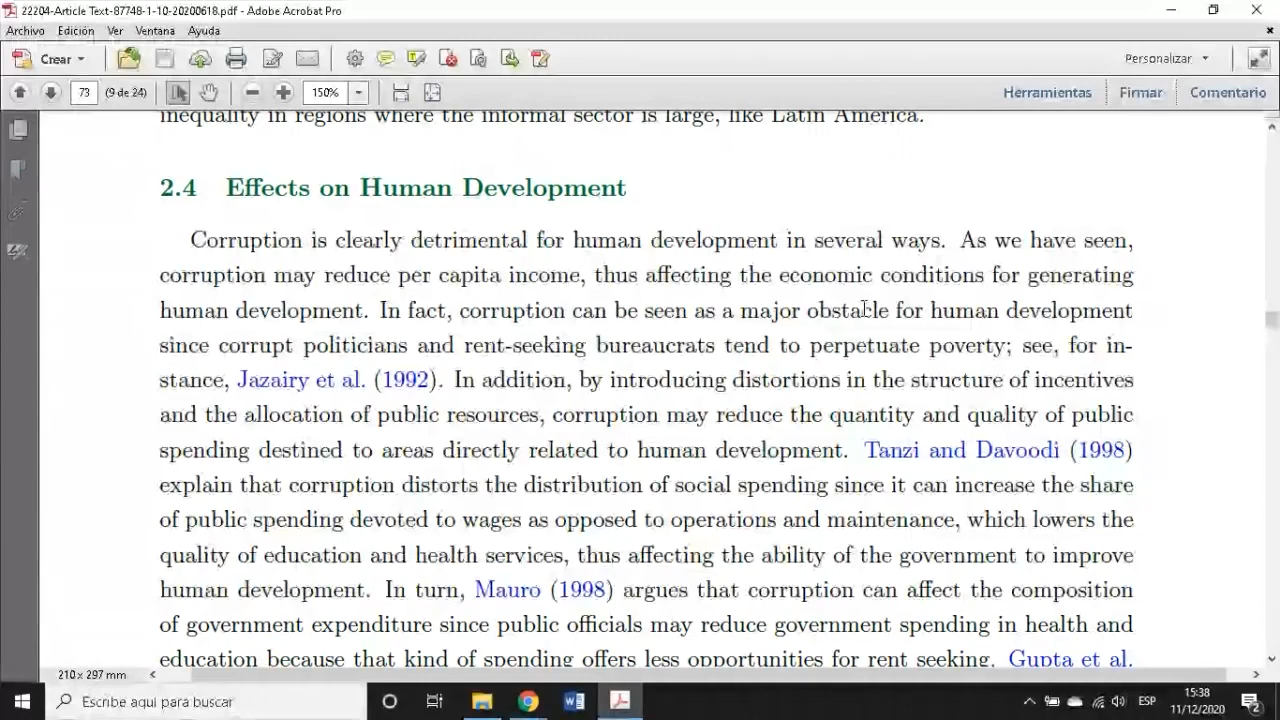 22204-Article Text-87748-1-10-20200618.pdf - Adobe Acrobat Pro
Archivo Edición Ver Ventana Ayuda
Crear Personalizar
73 (9 de 24) 150% Herramientas Firmar Comentario
inequality in regions where the informal sector is large, like Latin America.
2.4 Effects on Human Development
Corruption is clearly detrimental for human development in several ways. As we have seen,
corruption may reduce per capita income, thus affecting the economic conditions for generating
human development. In fact, corruption can be seen as a major obstacle for human development
since corrupt politicians and rent-seeking bureaucrats tend to perpetuate poverty; see, for in-
stance, Jazairy et al. (1992). In addition, by introducing distortions in the structure of incentives
and the allocation of public resources, corruption may reduce the quantity and quality of public
spending destined to areas directly related to human development. Tanzi and Davoodi (1998)
explain that corruption distorts the distribution of social spending since it can increase the share
of public spending devoted to wages as opposed to operations and maintenance, which lowers the
quality of education and health services, thus affecting the ability of the government to improve
human development. In turn, Mauro (1998) argues that corruption can affect the composition
of government expenditure since public officials may reduce government spending in health and
education because that kind of spending offers less opportunities for rent seeking. Gupta et al.
210 x 297 mm
Escribe aquí para buscar
ESP
15:38
11/12/2020
2